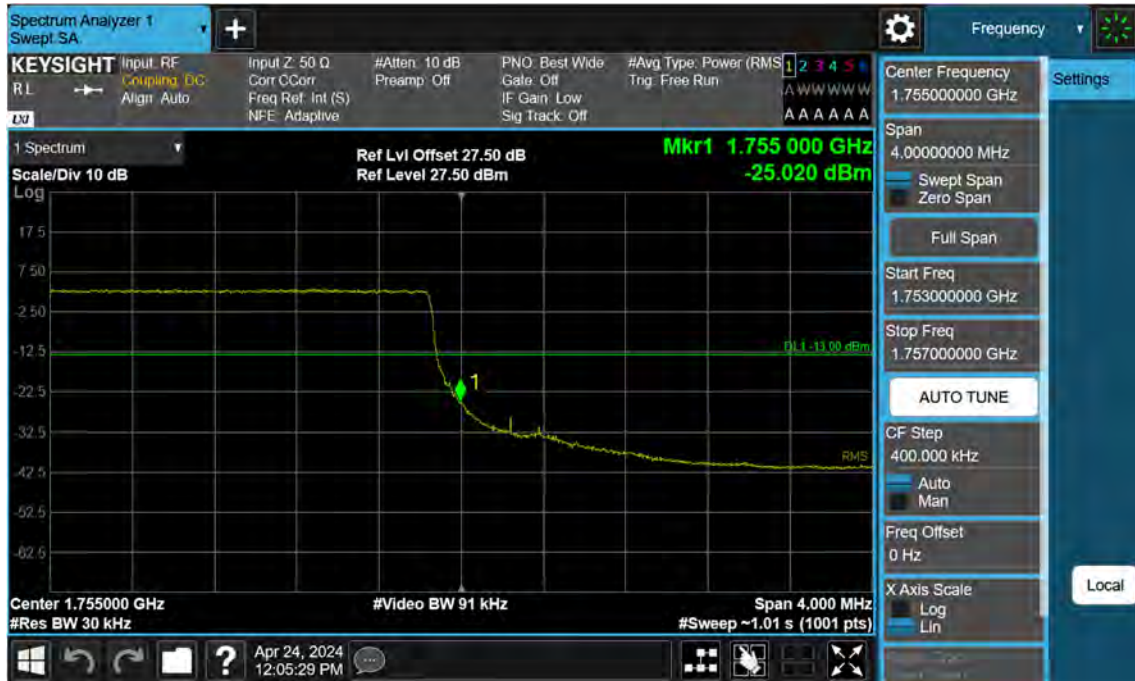 Spectrum Analyzer 1
Swept SA
Frequency
KEYSIGHT
RL
LXI
Input: RF
Coupling: DC
Align: Auto
Input Z: 50 Ω
Corr CCorr
Freq Ref: Int (S)
NFE: Adaptive
#Atten: 10 dB
Preamp: Off
PNO: Best Wide
Gate: Off
IF Gain: Low
Sig Track: Off
#Avg Type: Power (RMS
Trig: Free Run
1 2 3 4 5 6
A W W W W W
A A A A A A
1 Spectrum
Scale/Div 10 dB
Ref Lvl Offset 27.50 dB
Ref Level 27.50 dBm
Mkr1 1.755 000 GHz
-25.020 dBm
Log
17.5
7.50
-2.50
-12.5
-22.5
-32.5
-42.5
-52.5
-62.5
DL1 -13.00 dBm
1
RMS
Center 1.755000 GHz
#Res BW 30 kHz
#Video BW 91 kHz
Span 4.000 MHz
#Sweep ~1.01 s (1001 pts)
Center Frequency
1.755000000 GHz
Span
4.00000000 MHz
Swept Span
Zero Span
Full Span
Start Freq
1.753000000 GHz
Stop Freq
1.757000000 GHz
AUTO TUNE
CF Step
400.000 kHz
Auto
Man
Freq Offset
0 Hz
X Axis Scale
Log
Lin
Settings
Local
?
Apr 24, 2024
12:05:29 PM